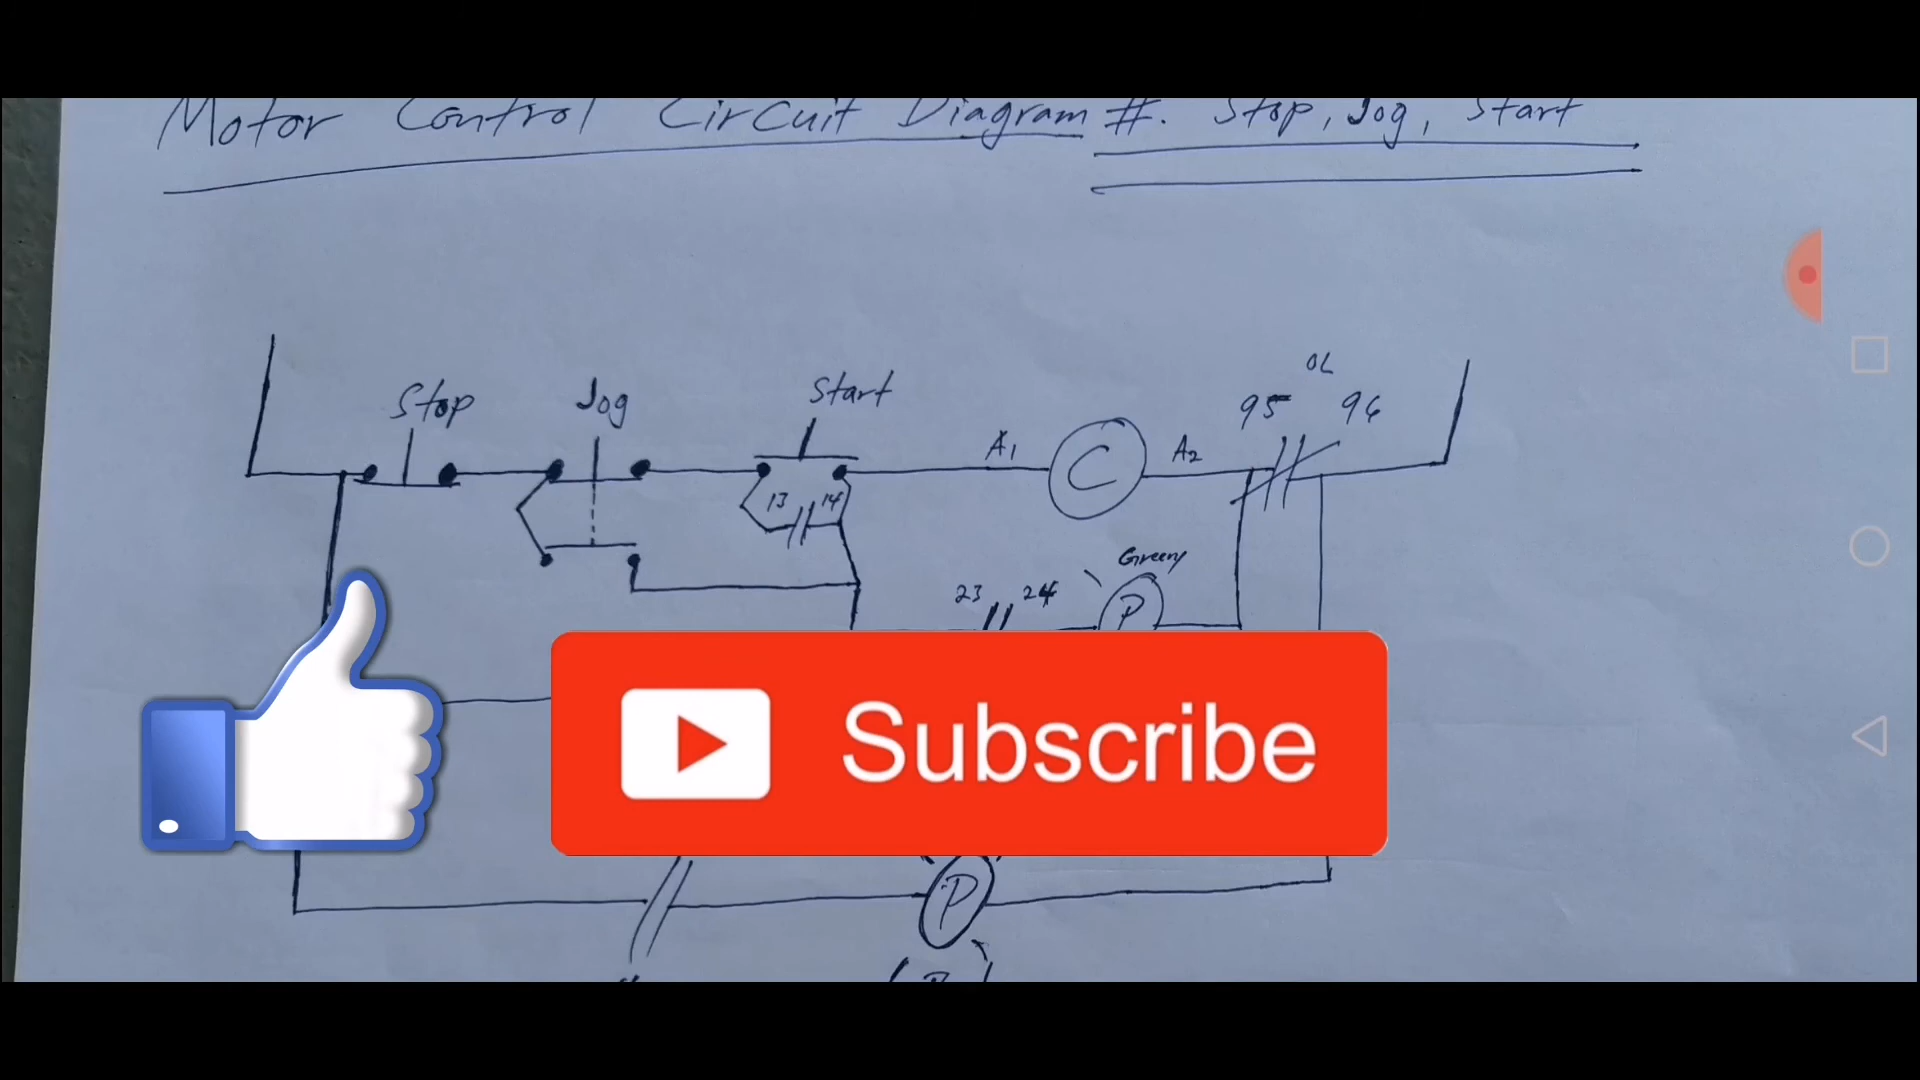 Motor Control Circuit Diagram #. Stop, Jog, Start
OL
Stop Jog Start 95 96
A1 C A2
13 14
Green
23 24 P
Subscribe
P